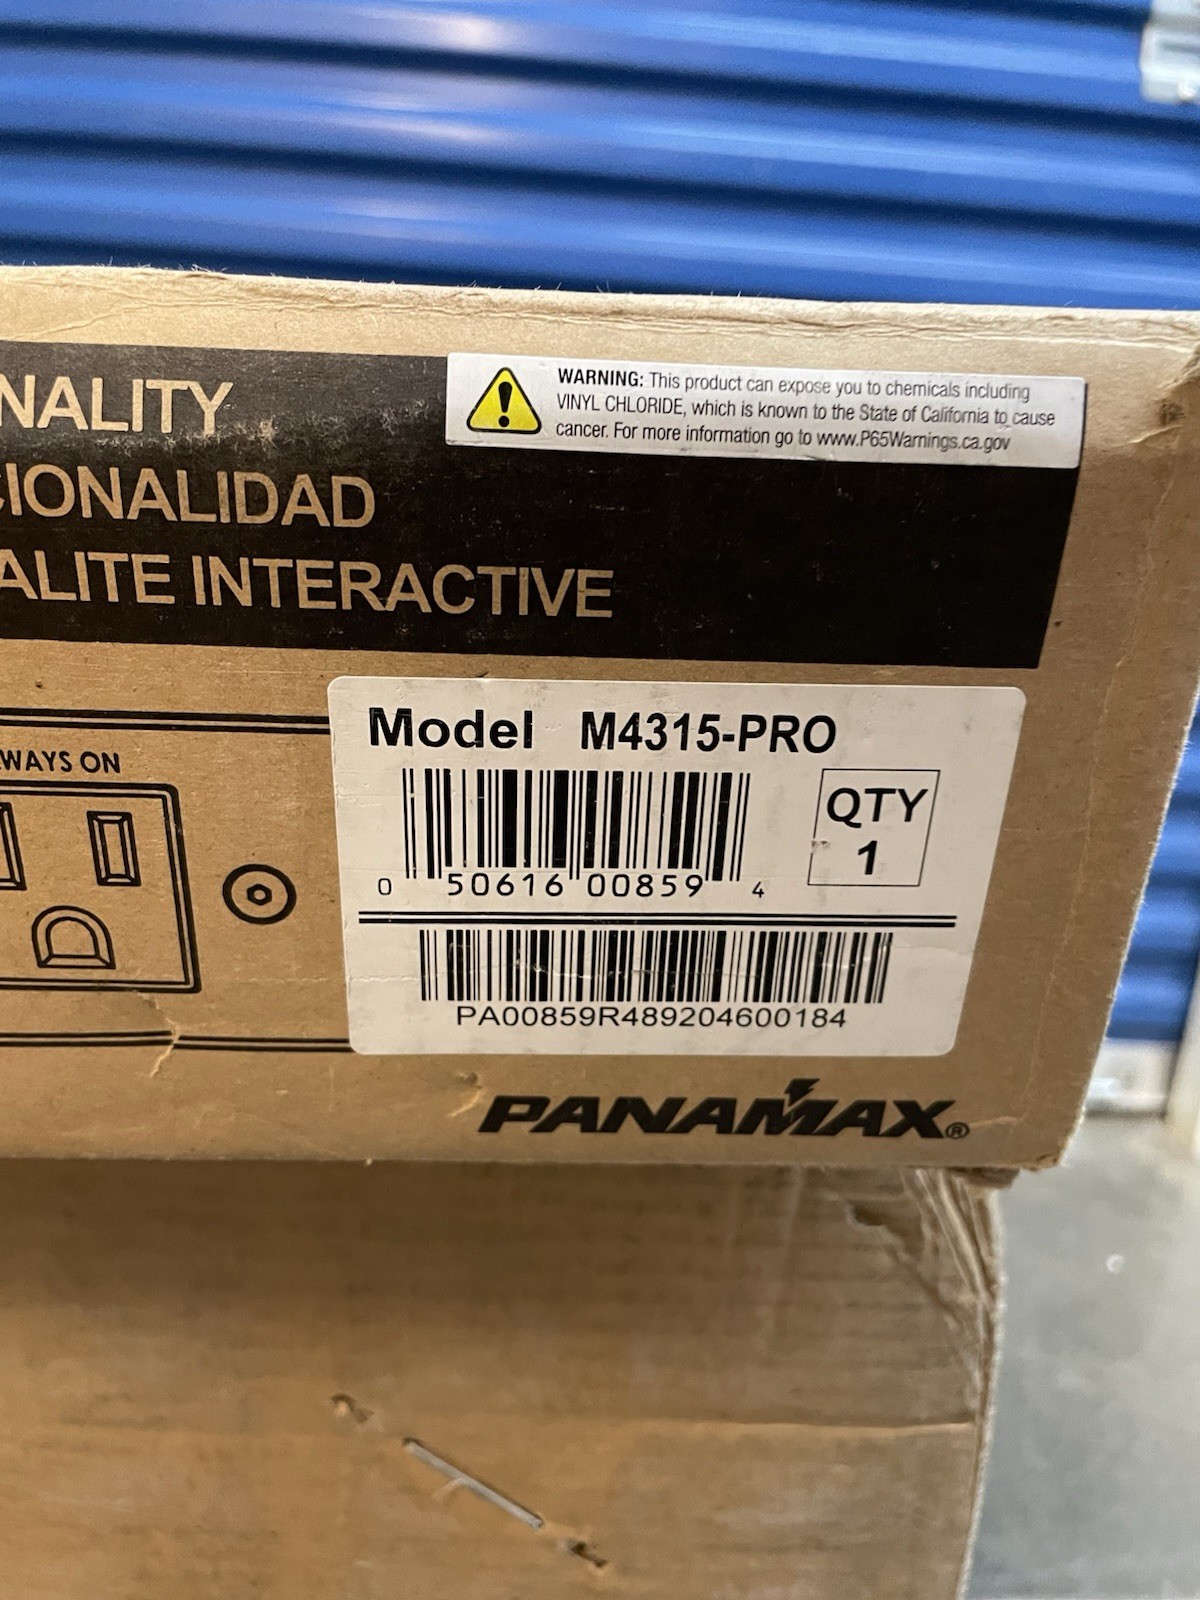 NALITY
CIONALIDAD
ALITE INTERACTIVE
WARNING: This product can expose you to chemicals including
VINYL CHLORIDE, which is known to the State of California to cause
cancer. For more information go to www.P65Warnings.ca.gov
WAYS ON
Model M4315-PRO
QTY
1
0 50616 00859 4
PA00859R489204600184
PANAMAX®